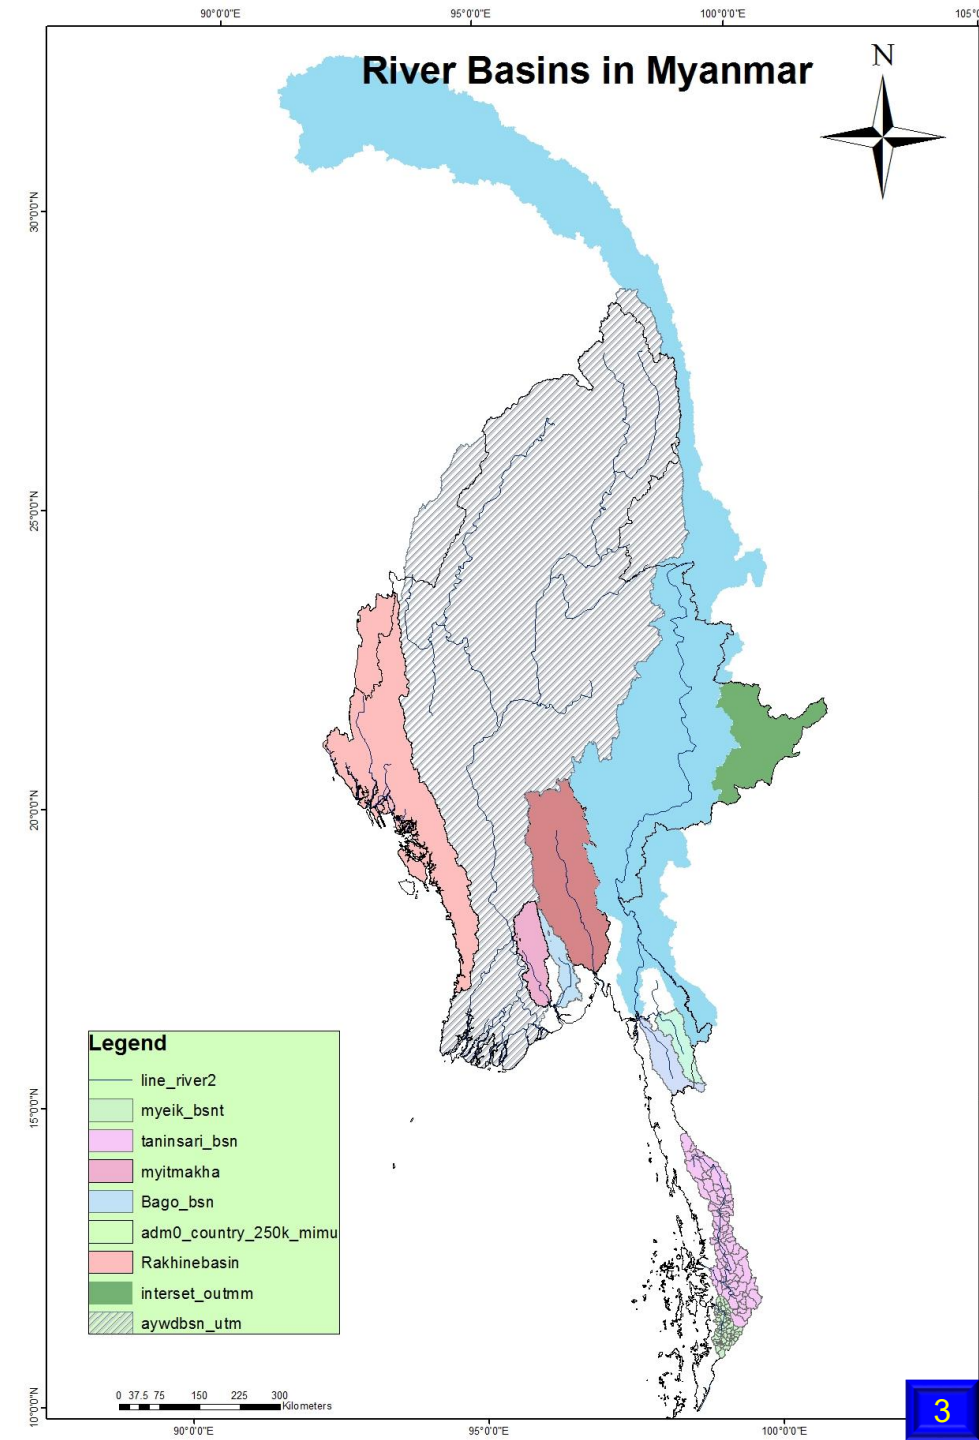 90°0'0"E 95°0'0"E 100°0'0"E 105°0
River Basins in Myanmar
N
30°0'0"N
25°0'0"N
20°0'0"N
15°0'0"N
10°0'0"N
Legend
line_river2
myeik_bsnt
taninsari_bsn
myitmakha
Bago_bsn
adm0_country_250k_mimu
Rakhinebasin
interset_outmm
aywdbsn_utm
0 37.5 75 150 225 300
Kilometers
3
90°0'0"E 95°0'0"E 100°0'0"E